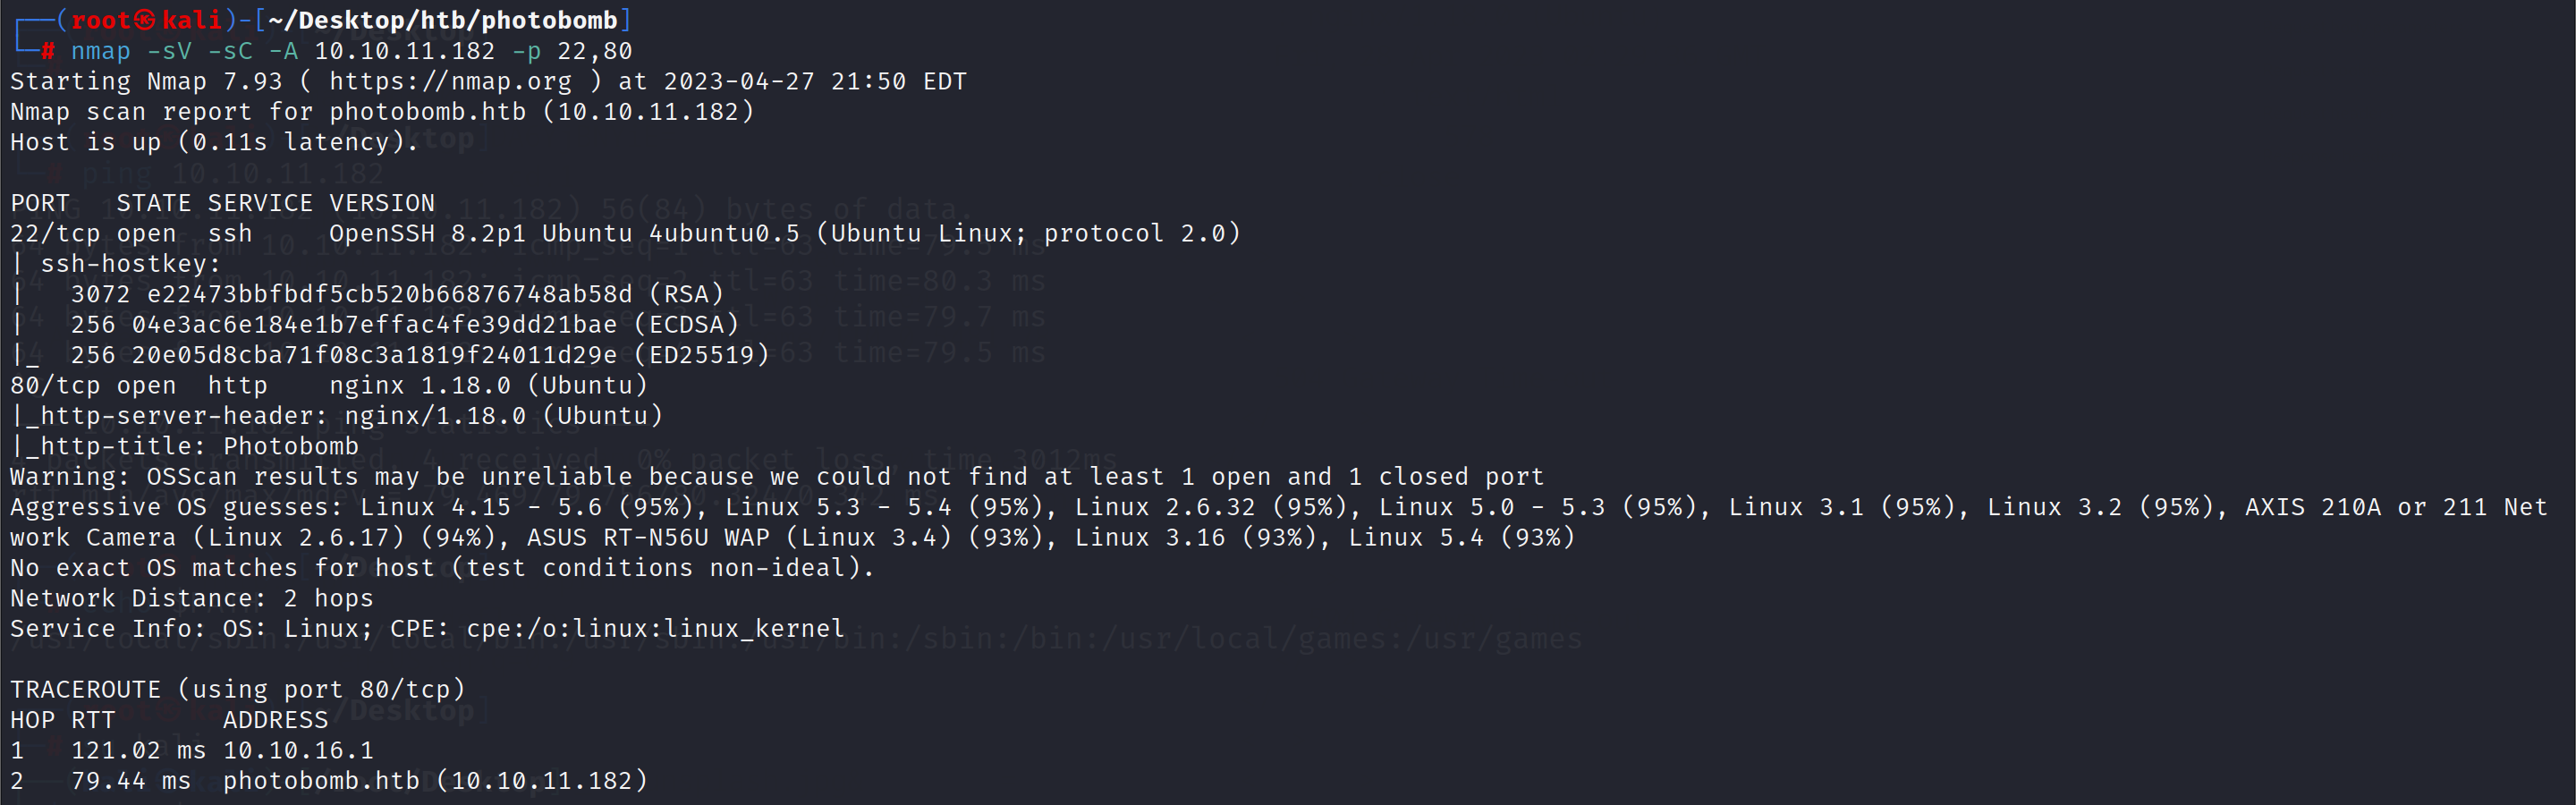 ┌──(root㉿kali)-[~/Desktop/htb/photobomb]
└─# nmap -sV -sC -A 10.10.11.182 -p 22,80
Starting Nmap 7.93 ( https://nmap.org ) at 2023-04-27 21:50 EDT
Nmap scan report for photobomb.htb (10.10.11.182)
Host is up (0.11s latency).

PORT   STATE SERVICE VERSION
22/tcp open  ssh     OpenSSH 8.2p1 Ubuntu 4ubuntu0.5 (Ubuntu Linux; protocol 2.0)
| ssh-hostkey:
|   3072 e22473bbfbdf5cb520b66876748ab58d (RSA)
|   256 04e3ac6e184e1b7effac4fe39dd21bae (ECDSA)
|_  256 20e05d8cba71f08c3a1819f24011d29e (ED25519)
80/tcp open  http    nginx 1.18.0 (Ubuntu)
|_http-server-header: nginx/1.18.0 (Ubuntu)
|_http-title: Photobomb
Warning: OSScan results may be unreliable because we could not find at least 1 open and 1 closed port
Aggressive OS guesses: Linux 4.15 - 5.6 (95%), Linux 5.3 - 5.4 (95%), Linux 2.6.32 (95%), Linux 5.0 - 5.3 (95%), Linux 3.1 (95%), Linux 3.2 (95%), AXIS 210A or 211 Net
work Camera (Linux 2.6.17) (94%), ASUS RT-N56U WAP (Linux 3.4) (93%), Linux 3.16 (93%), Linux 5.4 (93%)
No exact OS matches for host (test conditions non-ideal).
Network Distance: 2 hops
Service Info: OS: Linux; CPE: cpe:/o:linux:linux_kernel

TRACEROUTE (using port 80/tcp)
HOP RTT       ADDRESS
1   121.02 ms 10.10.16.1
2   79.44 ms  photobomb.htb (10.10.11.182)